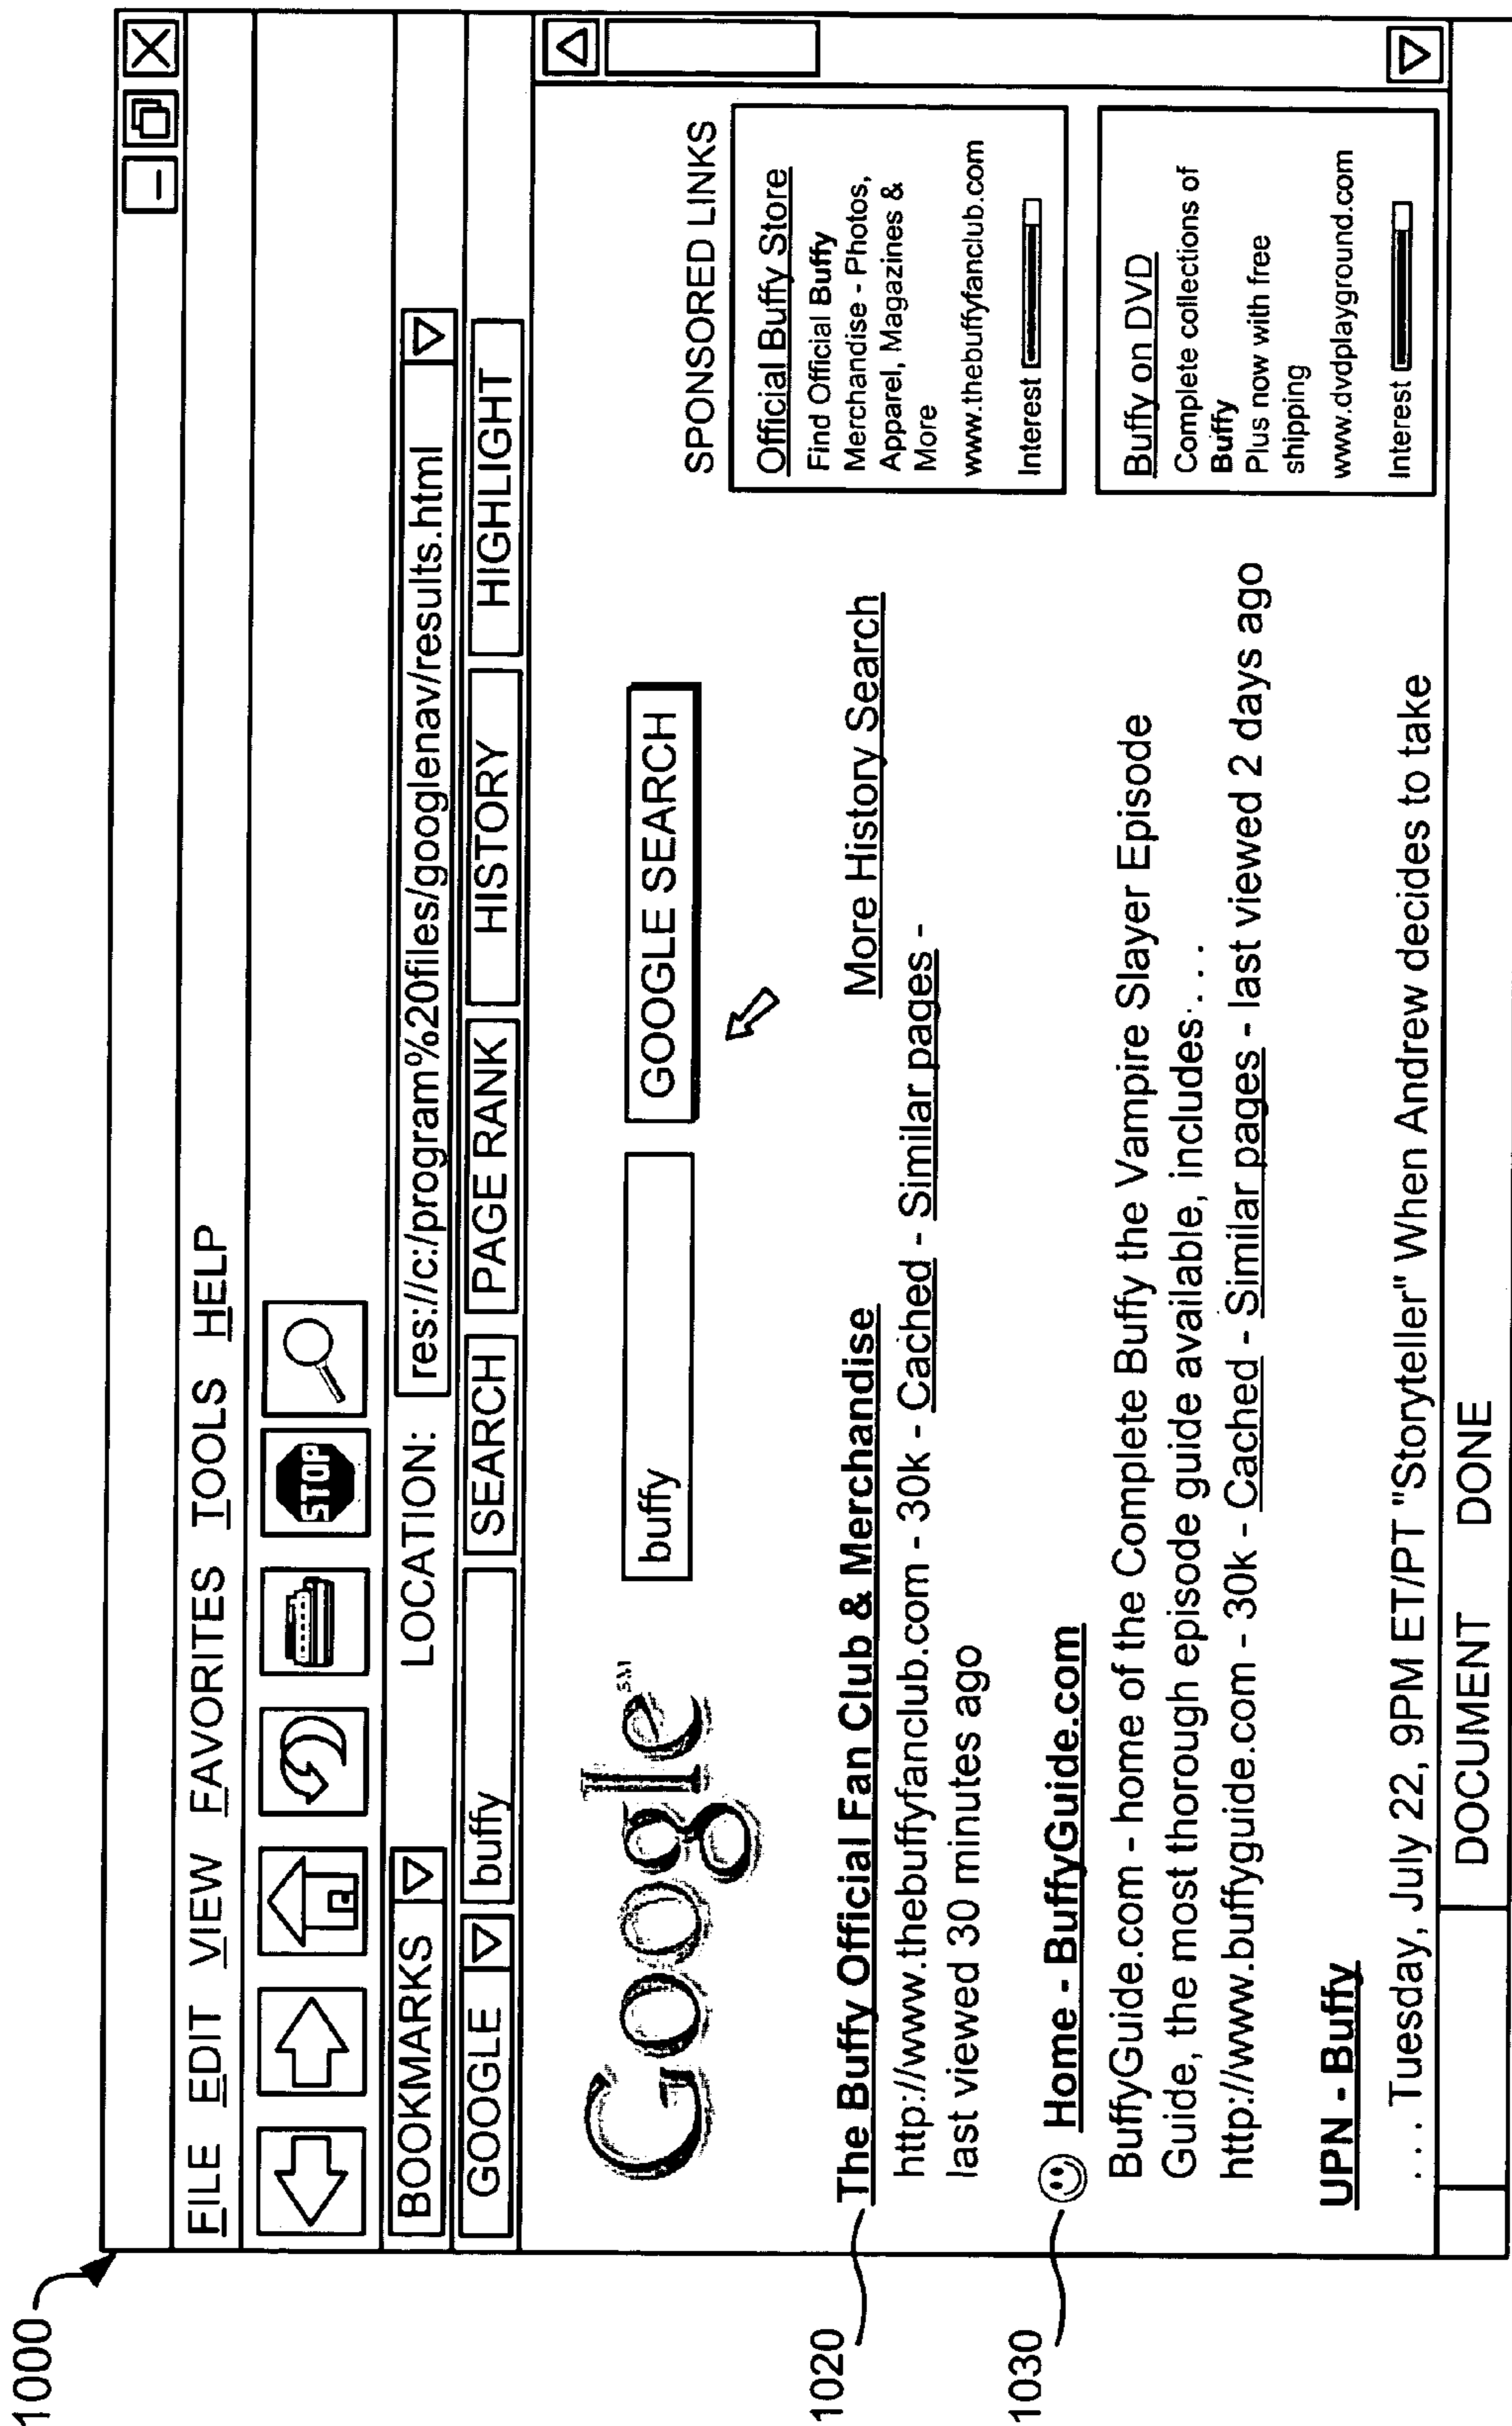 1000
FILE EDIT VIEW FAVORITES TOOLS HELP
STOP
BOOKMARKS LOCATION: res://c:/program%20files/googlenav/results.html
GOOGLE buffy SEARCH PAGE RANK HISTORY HIGHLIGHT
Google SM buffy GOOGLE SEARCH
SPONSORED LINKS
1020
The Buffy Official Fan Club & Merchandise More History Search
http://www.thebuffyfanclub.com - 30k - Cached - Similar pages -
last viewed 30 minutes ago
1030
Home - BuffyGuide.com
BuffyGuide.com - home of the Complete Buffy the Vampire Slayer Episode
Guide, the most thorough episode guide available, includes. . . .
http://www.buffyguide.com - 30k - Cached - Similar pages - last viewed 2 days ago
UPN - Buffy
. . . Tuesday, July 22, 9PM ET/PT "Storyteller" When Andrew decides to take
Official Buffy Store
Find Official Buffy
Merchandise - Photos,
Apparel, Magazines &
More
www.thebuffyfanclub.com
Interest
Buffy on DVD
Complete collections of
Buffy
Plus now with free
shipping
www.dvdplayground.com
Interest
DOCUMENT DONE